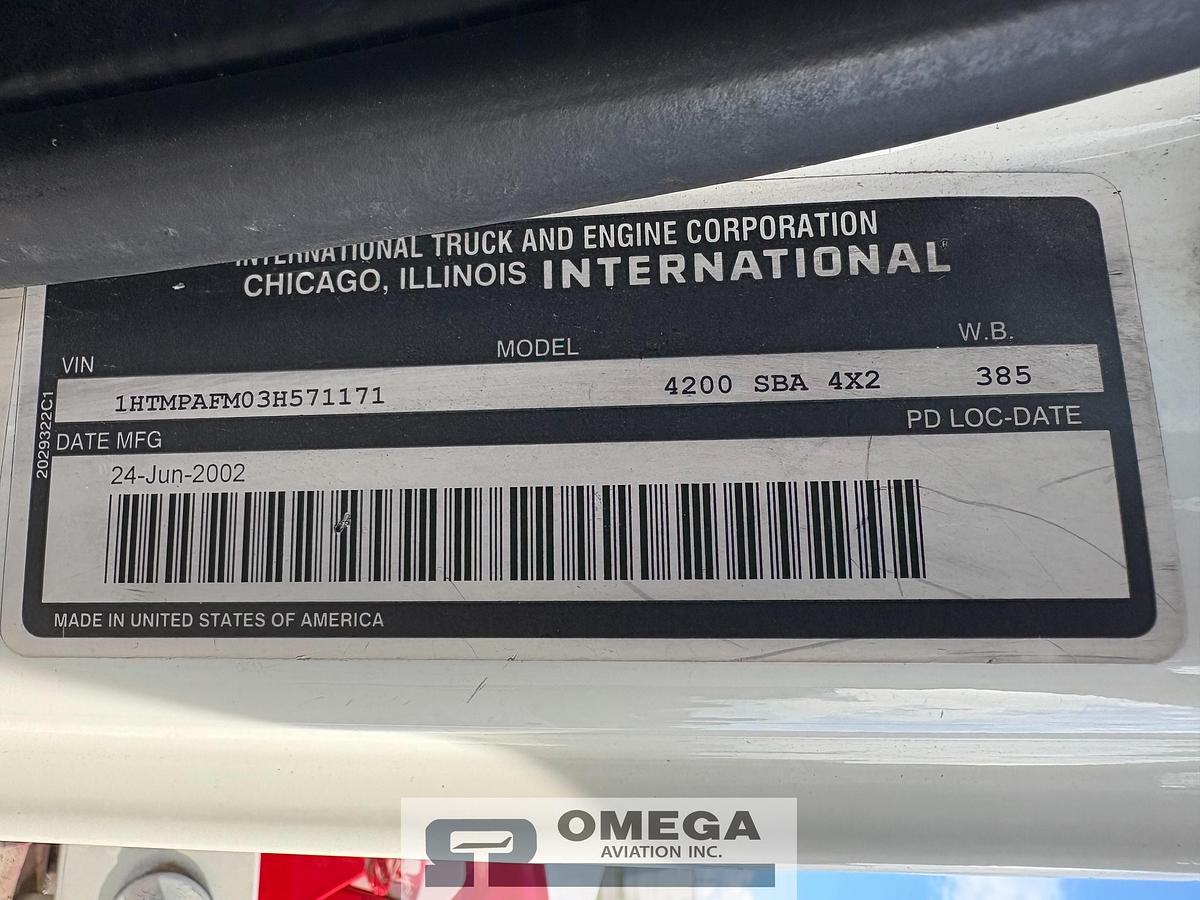 INTERNATIONAL TRUCK AND ENGINE CORPORATION
CHICAGO, ILLINOIS INTERNATIONAL®
VIN MODEL W.B.
1HTMPAFM03H571171 4200 SBA 4X2 385
DATE MFG PD LOC-DATE
24-Jun-2002
2029322C1
MADE IN UNITED STATES OF AMERICA
OMEGA
AVIATION INC.